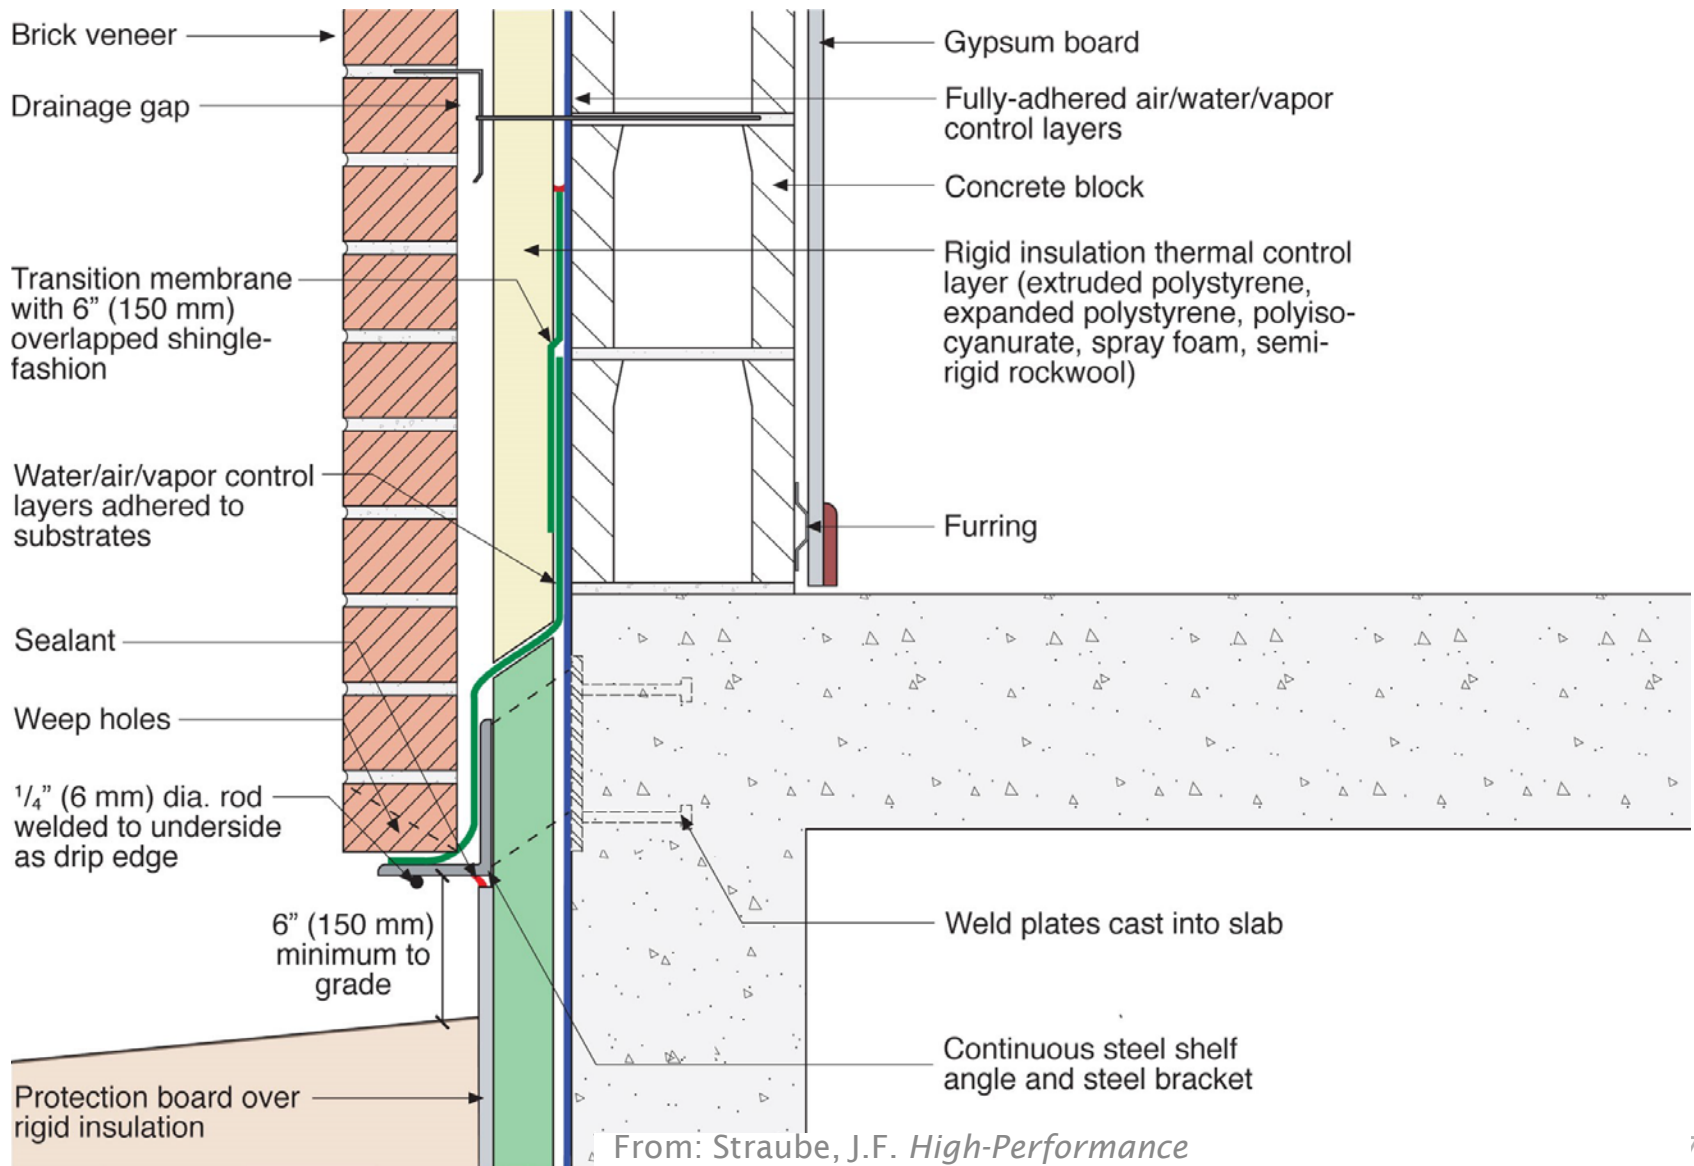 Brick veneer
Drainage gap
Transition membrane
with 6” (150 mm)
overlapped shingle-
fashion
Water/air/vapor control
layers adhered to
substrates
Sealant
Weep holes
¹/₄” (6 mm) dia. rod
welded to underside
as drip edge
6” (150 mm)
minimum to
grade
Protection board over
rigid insulation
Gypsum board
Fully-adhered air/water/vapor
control layers
Concrete block
Rigid insulation thermal control
layer (extruded polystyrene,
expanded polystyrene, polyiso-
cyanurate, spray foam, semi-
rigid rockwool)
Furring
Weld plates cast into slab
Continuous steel shelf
angle and steel bracket
From: Straube, J.F. High-Performance